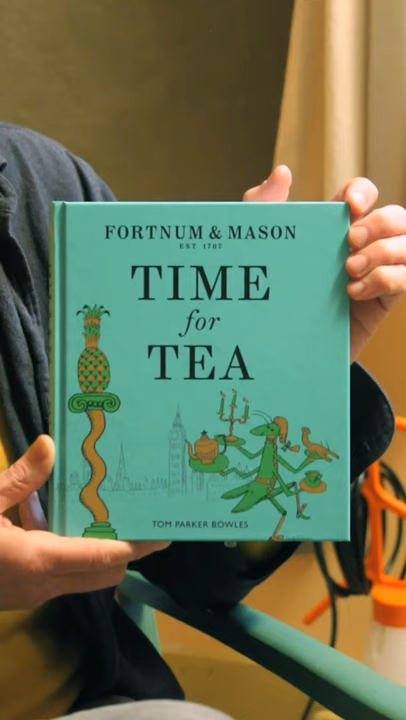 FORTNUM & MASON
EST 1707
TIME
for
TEA
TOM PARKER BOWLES